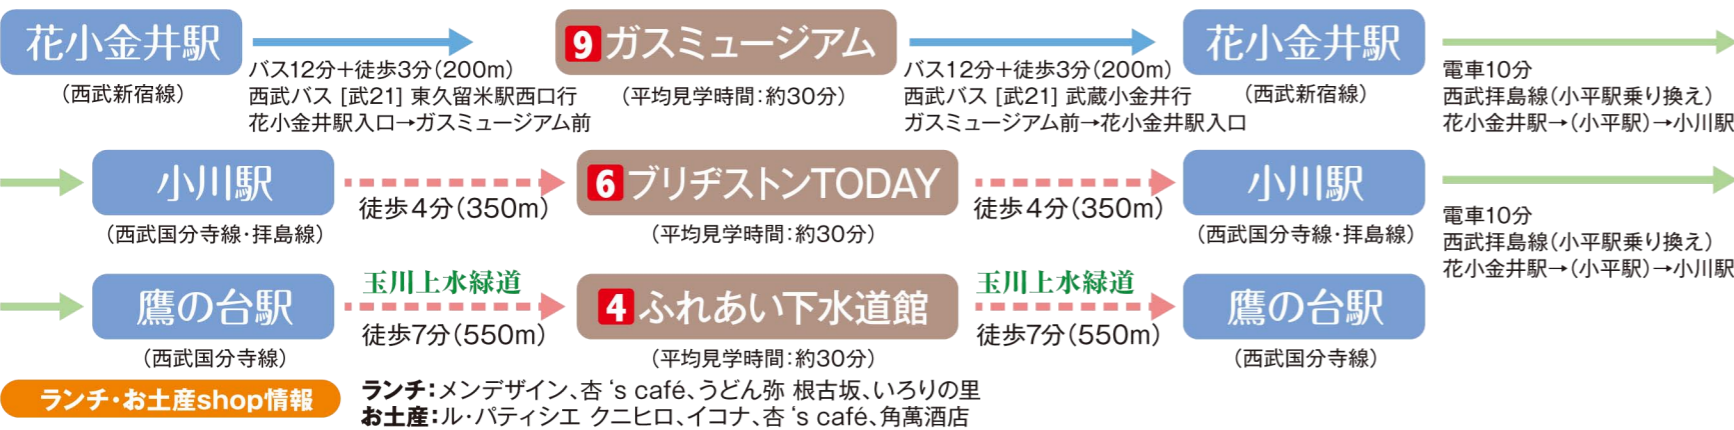 花小金井駅
(西武新宿線)
バス12分+徒歩3分(200m)
西武バス [武21] 東久留米駅西口行
花小金井駅入口→ガスミュージアム前
9 ガスミュージアム
(平均見学時間:約30分)
バス12分+徒歩3分(200m)
西武バス [武21] 武蔵小金井行
ガスミュージアム前→花小金井駅入口
花小金井駅
(西武新宿線)
電車10分
西武拝島線(小平駅乗り換え)
花小金井駅→(小平駅)→小川駅
小川駅
(西武国分寺線・拝島線)
徒歩4分(350m)
6 ブリヂストンTODAY
(平均見学時間:約30分)
徒歩4分(350m)
小川駅
(西武国分寺線・拝島線)
電車10分
西武拝島線(小平駅乗り換え)
花小金井駅→(小平駅)→小川駅
鷹の台駅
(西武国分寺線)
玉川上水緑道
徒歩7分(550m)
4 ふれあい下水道館
(平均見学時間:約30分)
玉川上水緑道
徒歩7分(550m)
鷹の台駅
(西武国分寺線)
ランチ・お土産shop情報
ランチ:メンデザイン、杏‘s café、うどん弥 根古坂、いろりの里
お土産:ル・パティシエ クニヒロ、イコナ、杏‘s café、角萬酒店